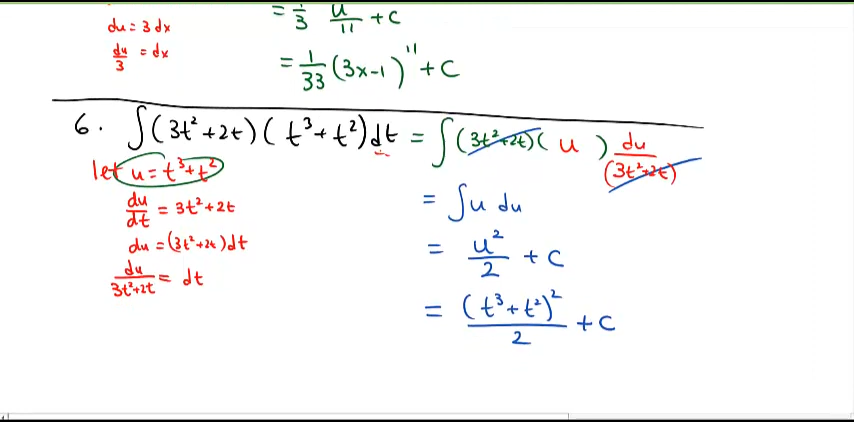 du = 3 dx
du/3 = dx
= 1/3 u^11/11 + C
= 1/33 (3x-1)^11 + C
6. ∫(3t²+2t)(t³+t²)dt = ∫(3t²+2t)(u) du/(3t²+2t)
let u = t³+t²
du/dt = 3t²+2t
du = (3t²+2t)dt
du/3t²+2t = dt
= ∫u du
= u²/2 + C
= (t³+t²)²/2 + C